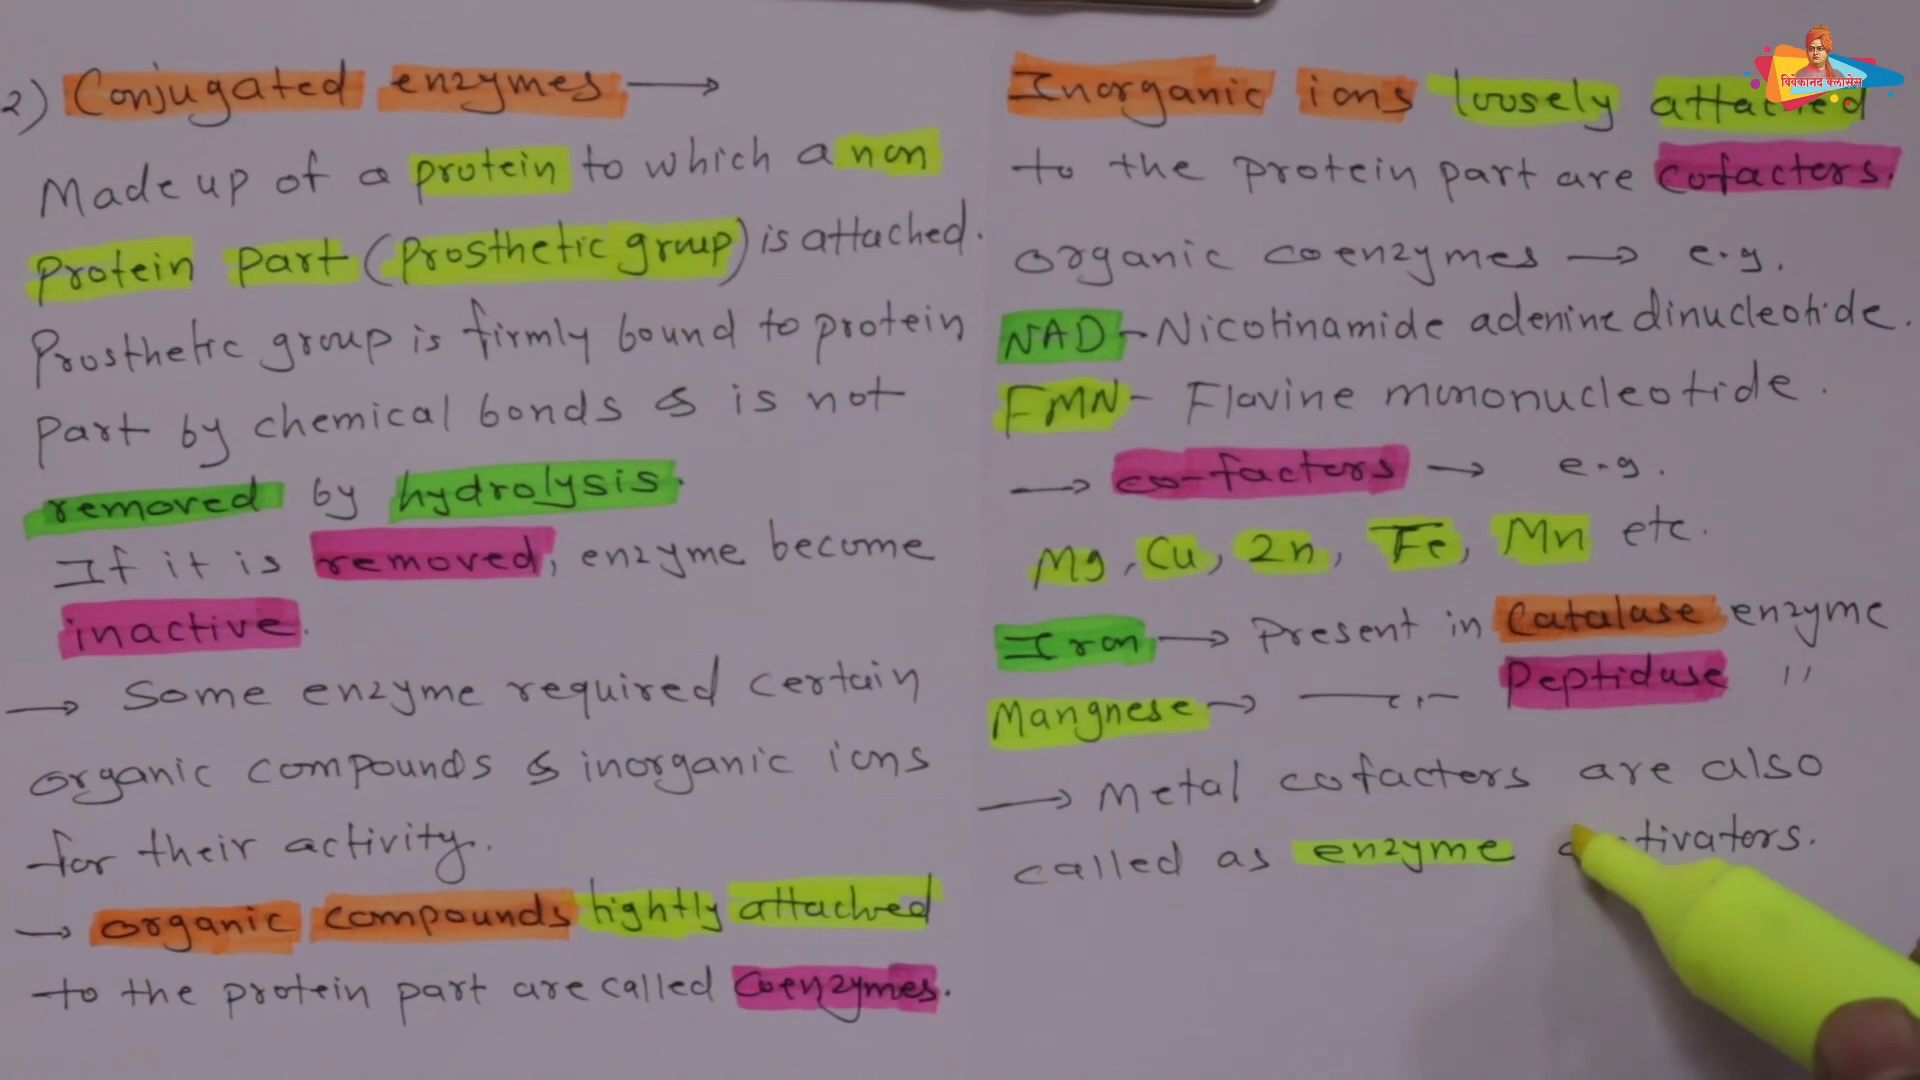 2) Conjugated enzymes →
Made up of a protein to which a non
protein part (Prosthetic group) is attached.
Prosthetic group is firmly bound to protein
part by chemical bonds & is not
removed by hydrolysis.
If it is removed, enzyme become
inactive.
→ Some enzyme required certain
organic compounds & inorganic ions
for their activity.
→ organic compounds tightly attached
to the protein part are called coenzymes.
Inorganic ions loosely attached
to the protein part are cofactors.
organic coenzymes → e.g.
NAD - Nicotinamide adenine dinucleotide.
FMN - Flavine mononucleotide.
→ co-factors → e.g.
Mg, Cu, Zn, Fe, Mn etc.
Iron → Present in Catalase enzyme
Mangnese → —〃— Peptidase 〃
→ Metal cofactors are also
called as enzyme activators.
विवेकानंद क्लासेस